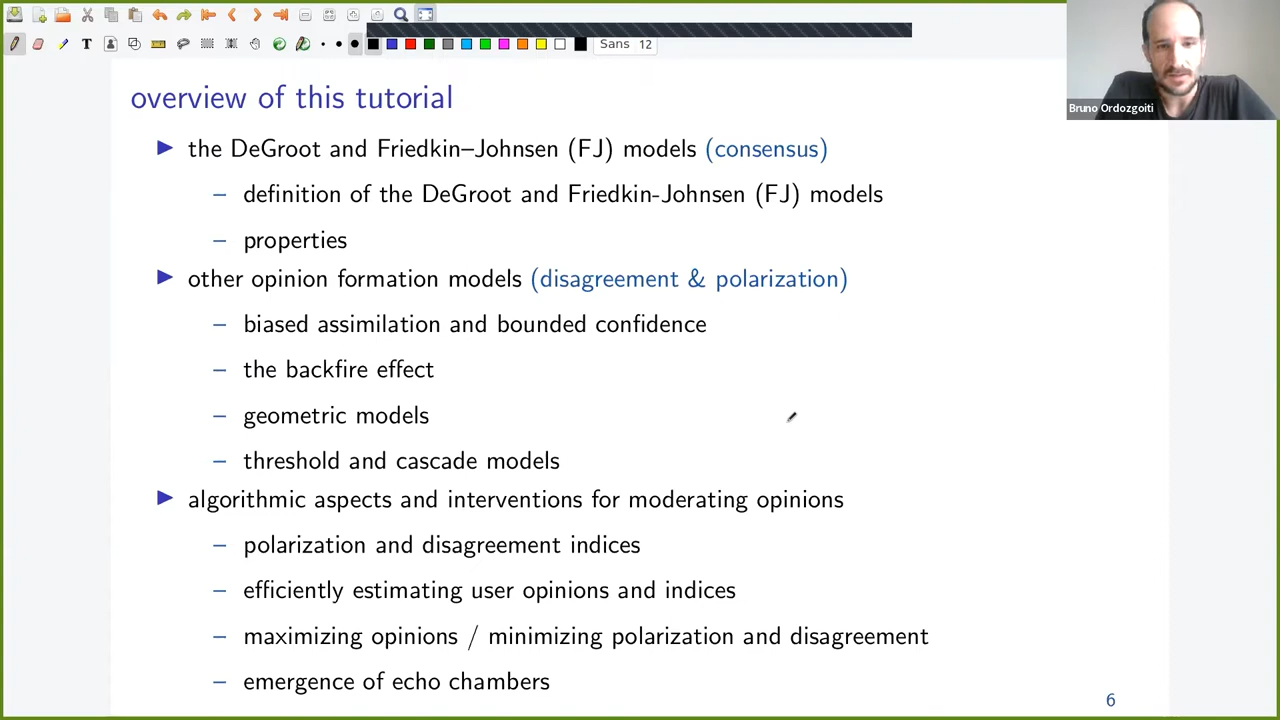 T
Sans 12
Bruno Ordozgoiti
overview of this tutorial
▶ the DeGroot and Friedkin–Johnsen (FJ) models (consensus)
– definition of the DeGroot and Friedkin-Johnsen (FJ) models
– properties
▶ other opinion formation models (disagreement & polarization)
– biased assimilation and bounded confidence
– the backfire effect
– geometric models
– threshold and cascade models
▶ algorithmic aspects and interventions for moderating opinions
– polarization and disagreement indices
– efficiently estimating user opinions and indices
– maximizing opinions / minimizing polarization and disagreement
– emergence of echo chambers
6